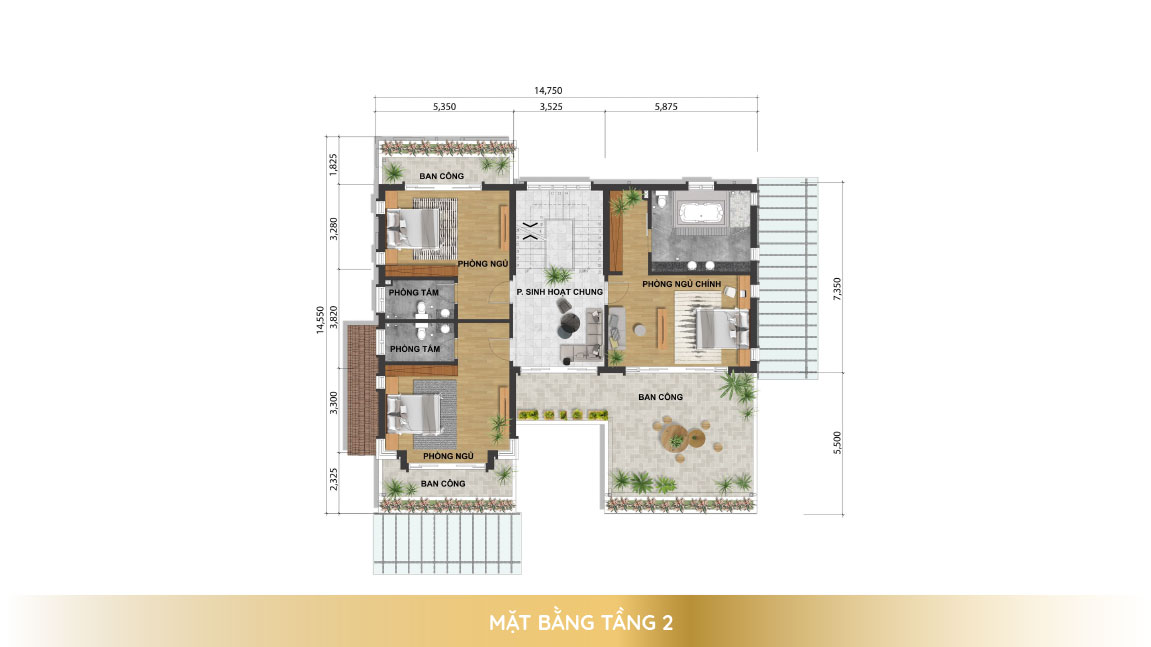 14,750
5,350
3,525
5,875
1,825
BAN CÔNG
3,280
PHÒNG NGỦ
P. SINH HOẠT CHUNG
PHÒNG NGỦ CHÍNH
7,350
PHÒNG TẮM
14,550
3,820
PHÒNG TẮM
3,300
BAN CÔNG
5,500
PHÒNG NGỦ
2,325
BAN CÔNG
MẶT BẰNG TẦNG 2